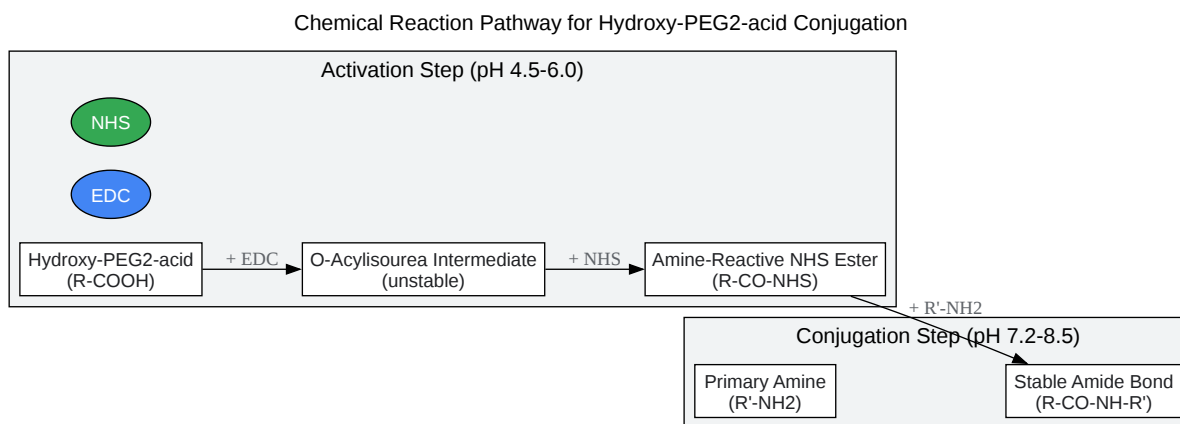 Chemical Reaction Pathway for Hydroxy-PEG2-acid Conjugation
Activation Step (pH 4.5-6.0)
NHS
EDC
Hydroxy-PEG2-acid
(R-COOH)
+ EDC
O-Acylisourea Intermediate
(unstable)
+ NHS
Amine-Reactive NHS Ester
(R-CO-NHS)
+ R'-NH2
Conjugation Step (pH 7.2-8.5)
Primary Amine
(R'-NH2)
Stable Amide Bond
(R-CO-NH-R')